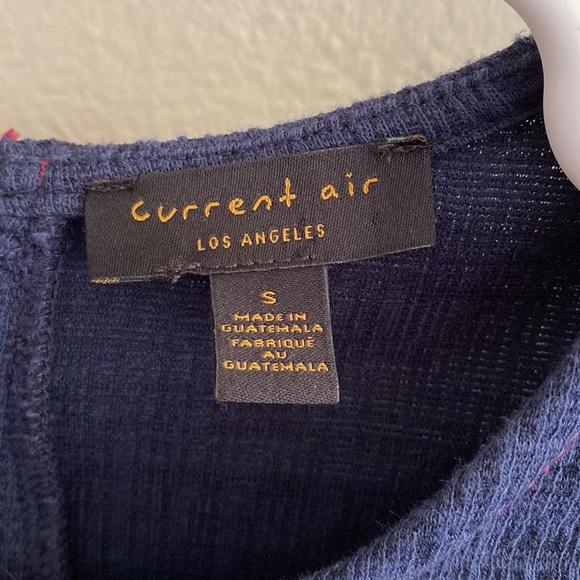 current air
LOS ANGELES
S
MADE IN
GUATEMALA
FABRIQUÉ
AU
GUATEMALA